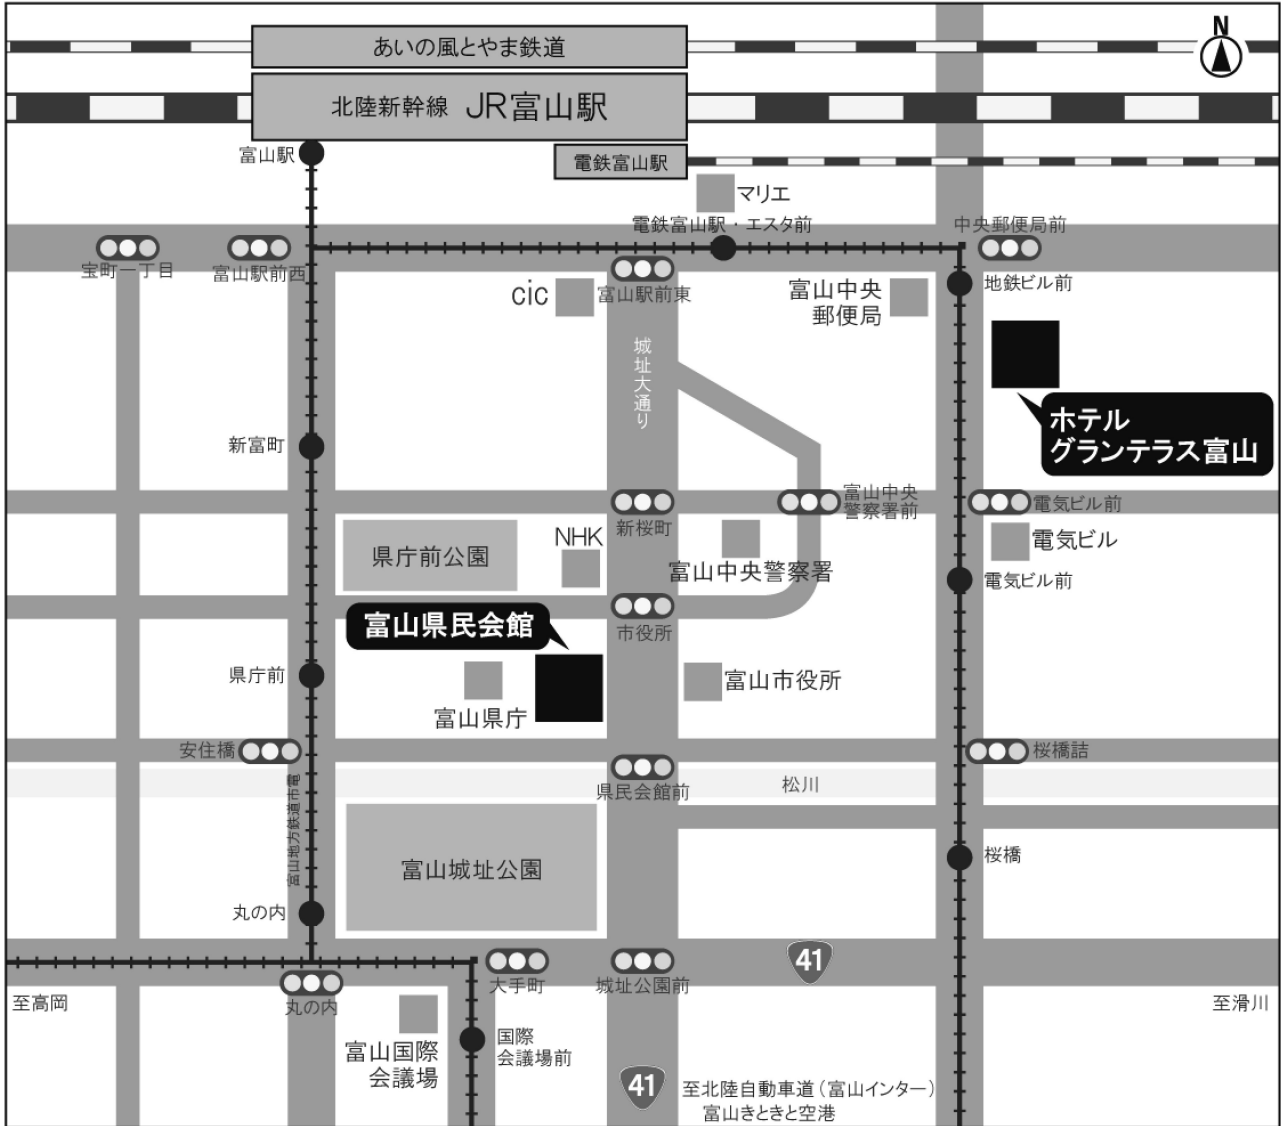 N
あいの風とやま鉄道
北陸新幹線 JR富山駅
富山駅
電鉄富山駅
マリエ
電鉄富山駅・エスタ前
中央郵便局前
宝町一丁目
富山駅前西
cic
富山駅前東
富山中央
郵便局
地鉄ビル前
城址大通り
ホテル
グランテラス富山
新富町
富山中央
警察署前
電気ビル前
新桜町
NHK
県庁前公園
富山中央警察署
電気ビル
電気ビル前
富山県民会館
市役所
県庁前
富山県庁
富山市役所
安住橋
桜橋詰
県民会館前
松川
富山地方鉄道市電
富山城址公園
桜橋
丸の内
41
大手町
城址公園前
至高岡
丸の内
至滑川
富山国際
会議場
国際
会議場前
41
至北陸自動車道(富山インター)
富山きときと空港